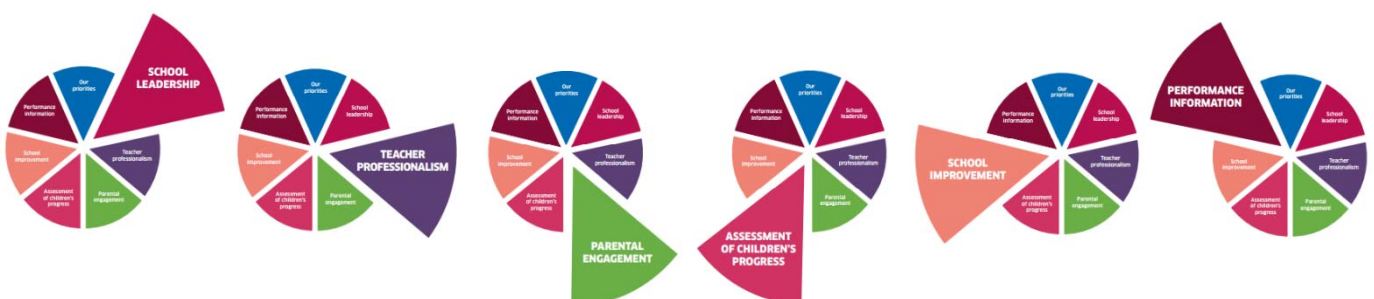 Our
priorities
SCHOOL
LEADERSHIP
Performance
information
School
improvement
Teacher
professionalism
Assessment
of children's
progress
Parental
engagement
Our
priorities
Performance
information
School
leadership
School
improvement
TEACHER
PROFESSIONALISM
Assessment
of children's
progress
Parental
engagement
Our
priorities
Performance
information
School
leadership
School
improvement
Teacher
professionalism
Assessment
of children's
progress
PARENTAL
ENGAGEMENT
Our
priorities
Performance
information
School
leadership
School
improvement
Teacher
professionalism
Parental
engagement
ASSESSMENT
OF CHILDREN'S
PROGRESS
Our
priorities
Performance
information
School
leadership
SCHOOL
IMPROVEMENT
Teacher
professionalism
Assessment
of children's
progress
Parental
engagement
PERFORMANCE
INFORMATION
Our
priorities
School
leadership
School
improvement
Teacher
professionalism
Assessment
of children's
progress
Parental
engagement